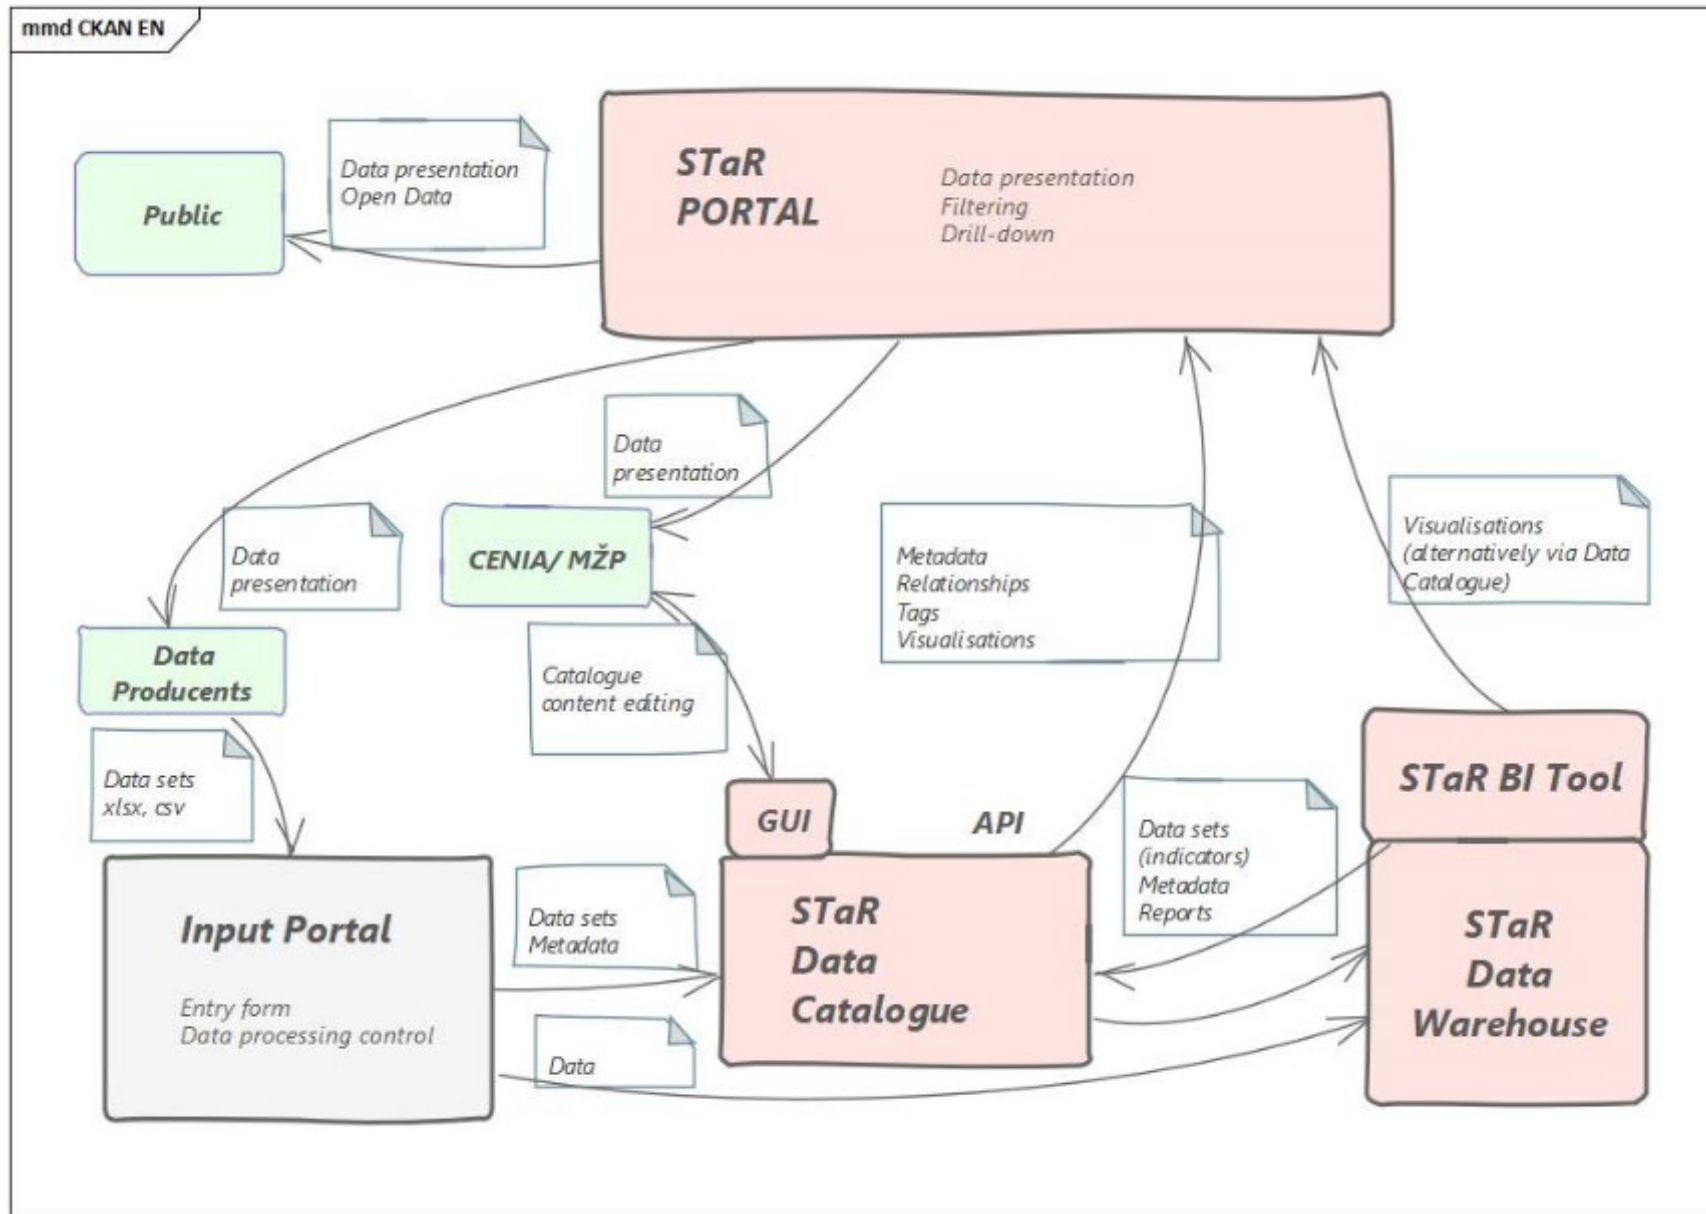 mmd CKAN EN
STaR
PORTAL
Data presentation
Filtering
Drill-down
Data presentation
Open Data
Public
Data
presentation
Data
presentation
CENIA/ MŽP
Metadata
Relationships
Tags
Visualisations
Visualisations
(alternatively via Data
Catalogue)
Data
Producents
Catalogue
content editing
Data sets
xlsx, csv
GUI
API
Data sets
(indicators)
Metadata
Reports
STaR BI Tool
Input Portal
Entry form
Data processing control
Data sets
Metadata
Data
STaR
Data
Catalogue
STaR
Data
Warehouse